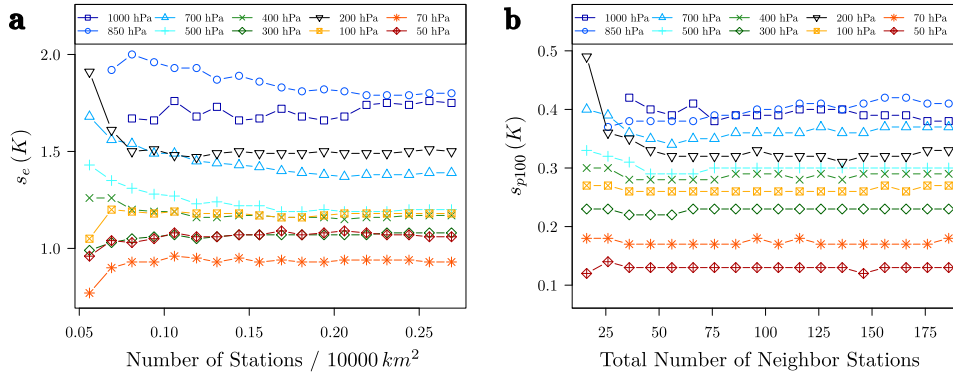 a
1000 hPa 700 hPa 400 hPa 200 hPa 70 hPa
850 hPa 500 hPa 300 hPa 100 hPa 50 hPa
2.0
1.5
1.0
s_e (K)
0.05 0.10 0.15 0.20 0.25
Number of Stations / 10000 km²
b
1000 hPa 700 hPa 400 hPa 200 hPa 70 hPa
850 hPa 500 hPa 300 hPa 100 hPa 50 hPa
0.5
0.4
0.3
0.2
0.1
s_{p100} (K)
25 50 75 100 125 150 175
Total Number of Neighbor Stations